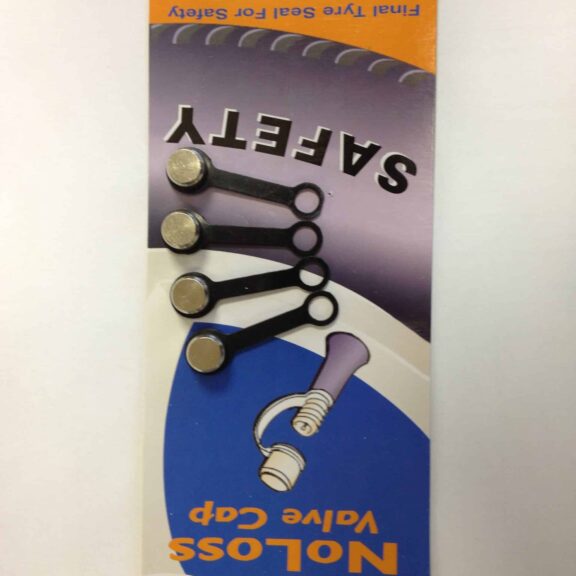 NoLoss
Valve Cap
SAFETY
Final Tyre Seal For Safety